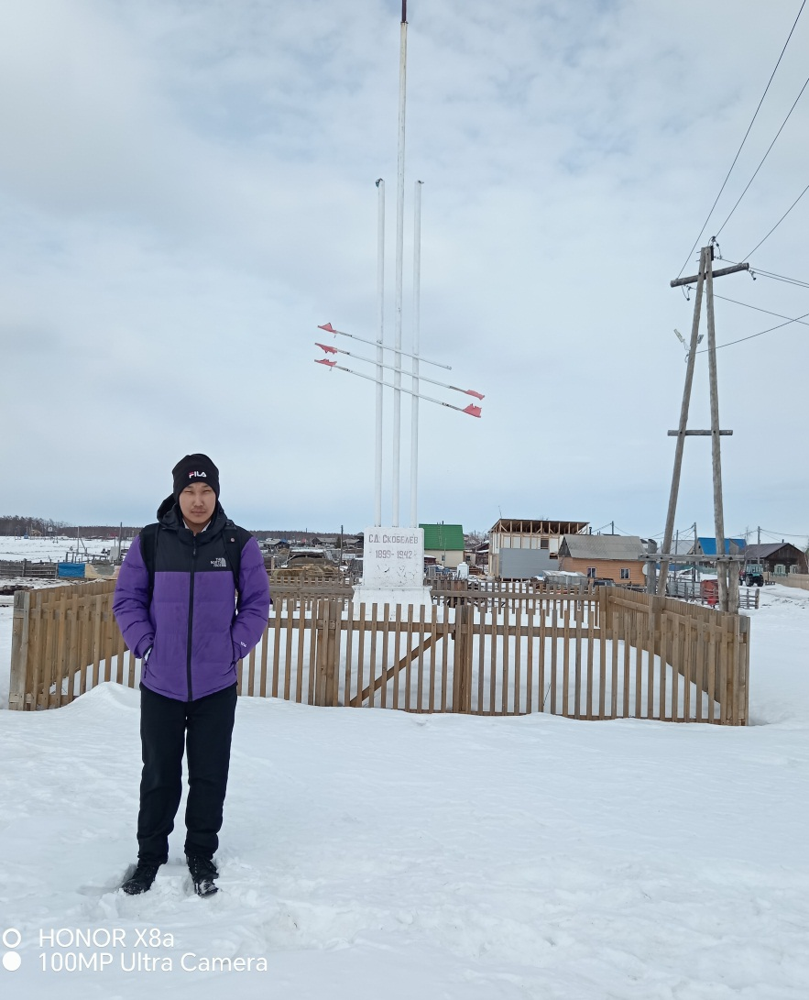 FILA
THE
NORTH
FACE
С.Д. СКОБЕЛЕВ
1899-1942
HONOR X8a
100MP Ultra Camera